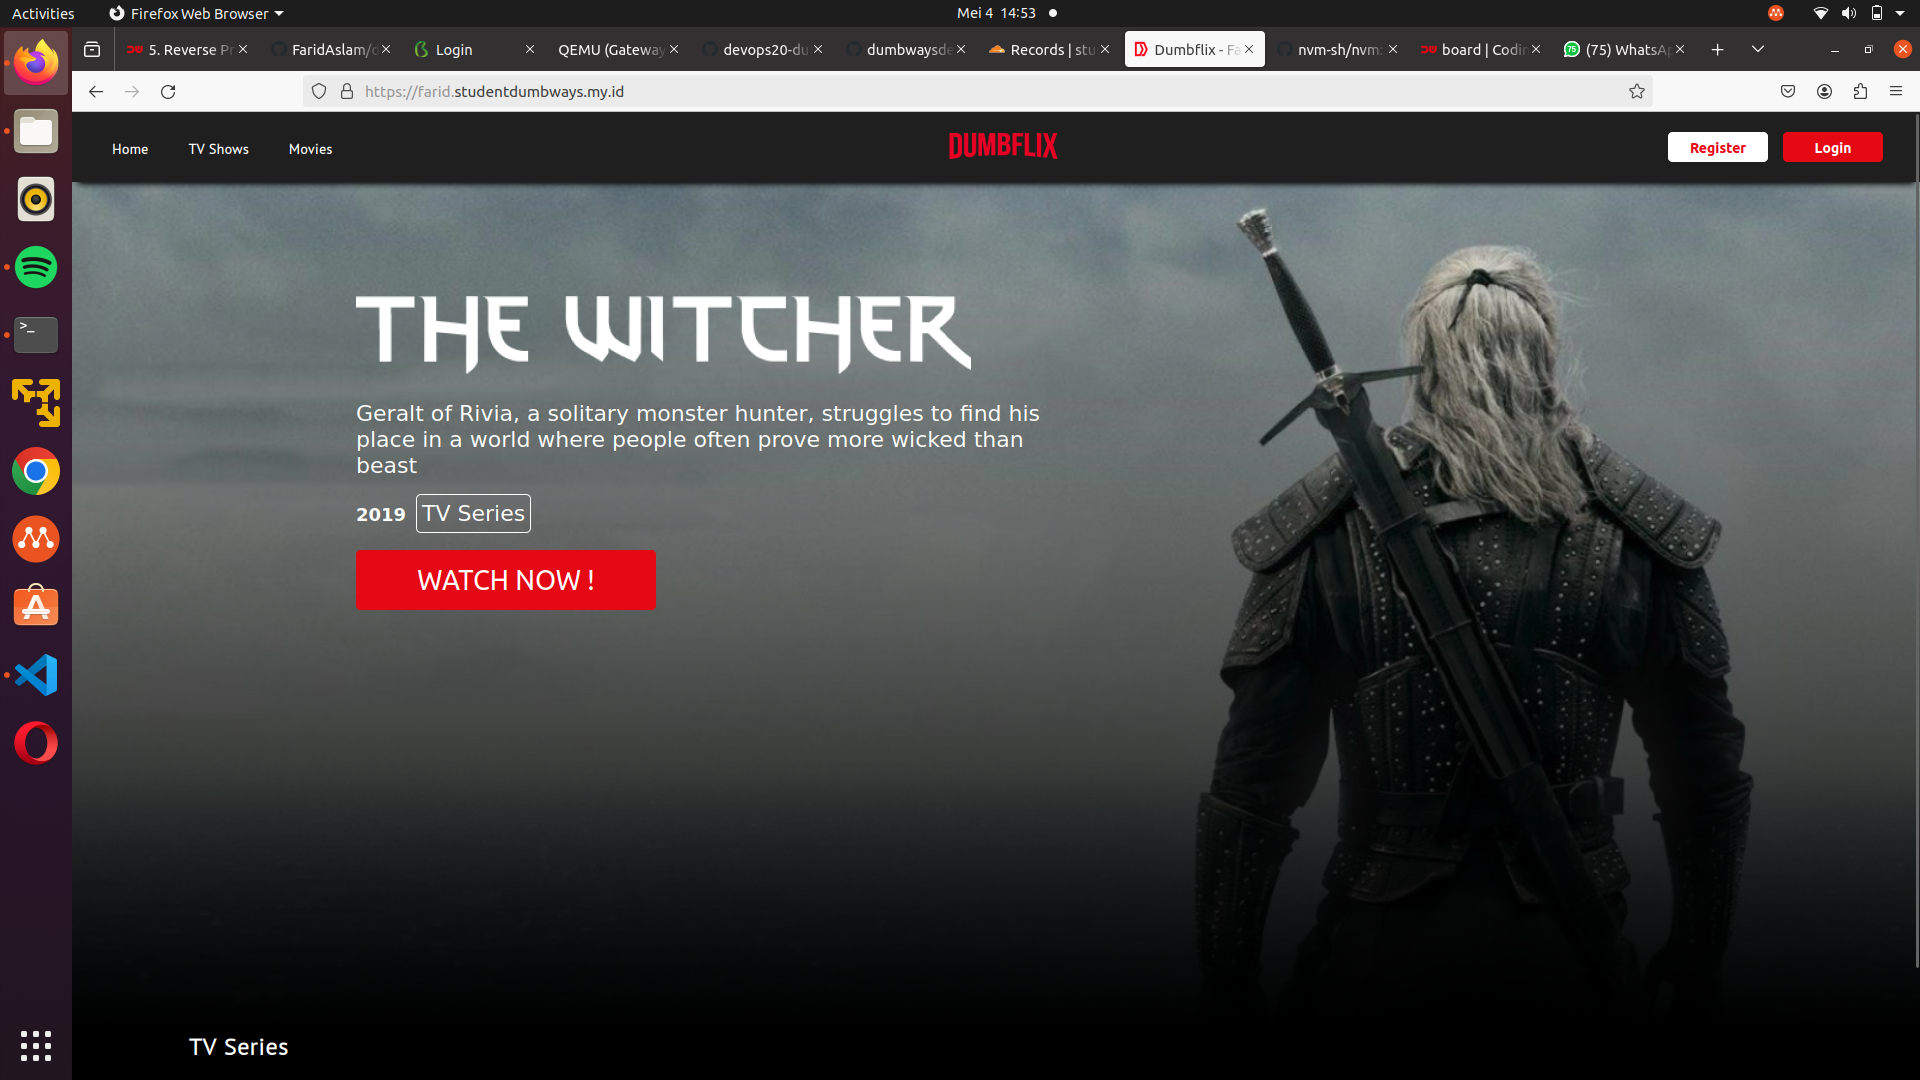 Activities
Firefox Web Browser
Mei 4 14:53
5. Reverse Pr
FaridAslam/d
Login
QEMU (Gateway
devops20-du
dumbwaysde
Records | stu
Dumbflix - Fa
nvm-sh/nvm:
board | Codin
75
(75) WhatsAp
https://farid.studentdumbways.my.id
Home
TV Shows
Movies
DUMBFLIX
Register
Login
THE WITCHER
Geralt of Rivia, a solitary monster hunter, struggles to find his
place in a world where people often prove more wicked than
beast
2019
TV Series
WATCH NOW !
TV Series